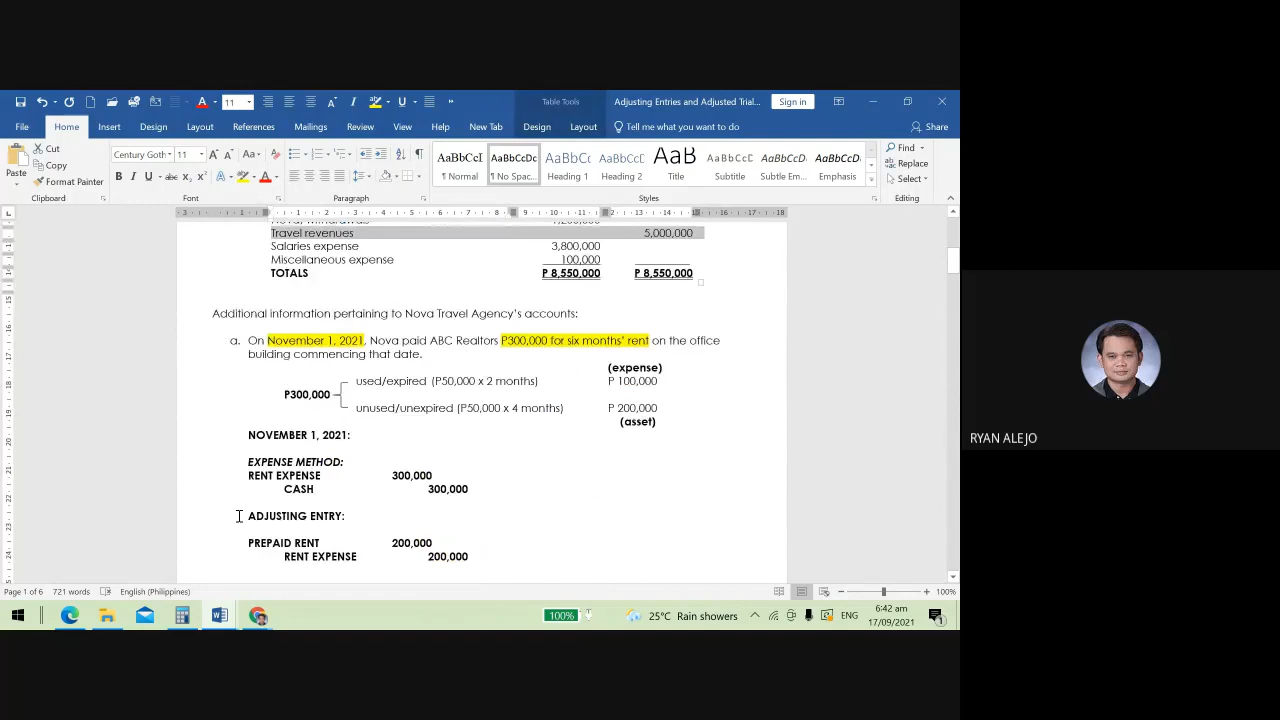 11
Table Tools
Adjusting Entries and Adjusted Trial...
Sign in
File
Home
Insert
Design
Layout
References
Mailings
Review
View
Help
New Tab
Design
Layout
Tell me what you want to do
Share
Paste
Cut
Copy
Format Painter
Clipboard
Century Goth
11
Font
Paragraph
AaBbCcI
AaBbCcDc
AaBbC
AaBbCcC
AaB
AaBbCcD
AaBbCcD
AaBbCcD
¶ Normal
¶ No Spac...
Heading 1
Heading 2
Title
Subtitle
Subtle Em...
Emphasis
Styles
Find
Replace
Select
Editing
Travel revenues 5,000,000
Salaries expense 3,800,000
Miscellaneous expense 100,000
TOTALS P 8,550,000 P 8,550,000
Additional information pertaining to Nova Travel Agency's accounts:
a. On November 1, 2021, Nova paid ABC Realtors P300,000 for six months' rent on the office
building commencing that date.
(expense)
used/expired (P50,000 x 2 months) P 100,000
P300,000
unused/unexpired (P50,000 x 4 months) P 200,000
(asset)
NOVEMBER 1, 2021:
EXPENSE METHOD:
RENT EXPENSE 300,000
CASH 300,000
ADJUSTING ENTRY:
PREPAID RENT 200,000
RENT EXPENSE 200,000
Page 1 of 6 721 words English (Philippines) 100%
100% 25°C Rain showers ENG 6:42 am
17/09/2021
1
RYAN ALEJO